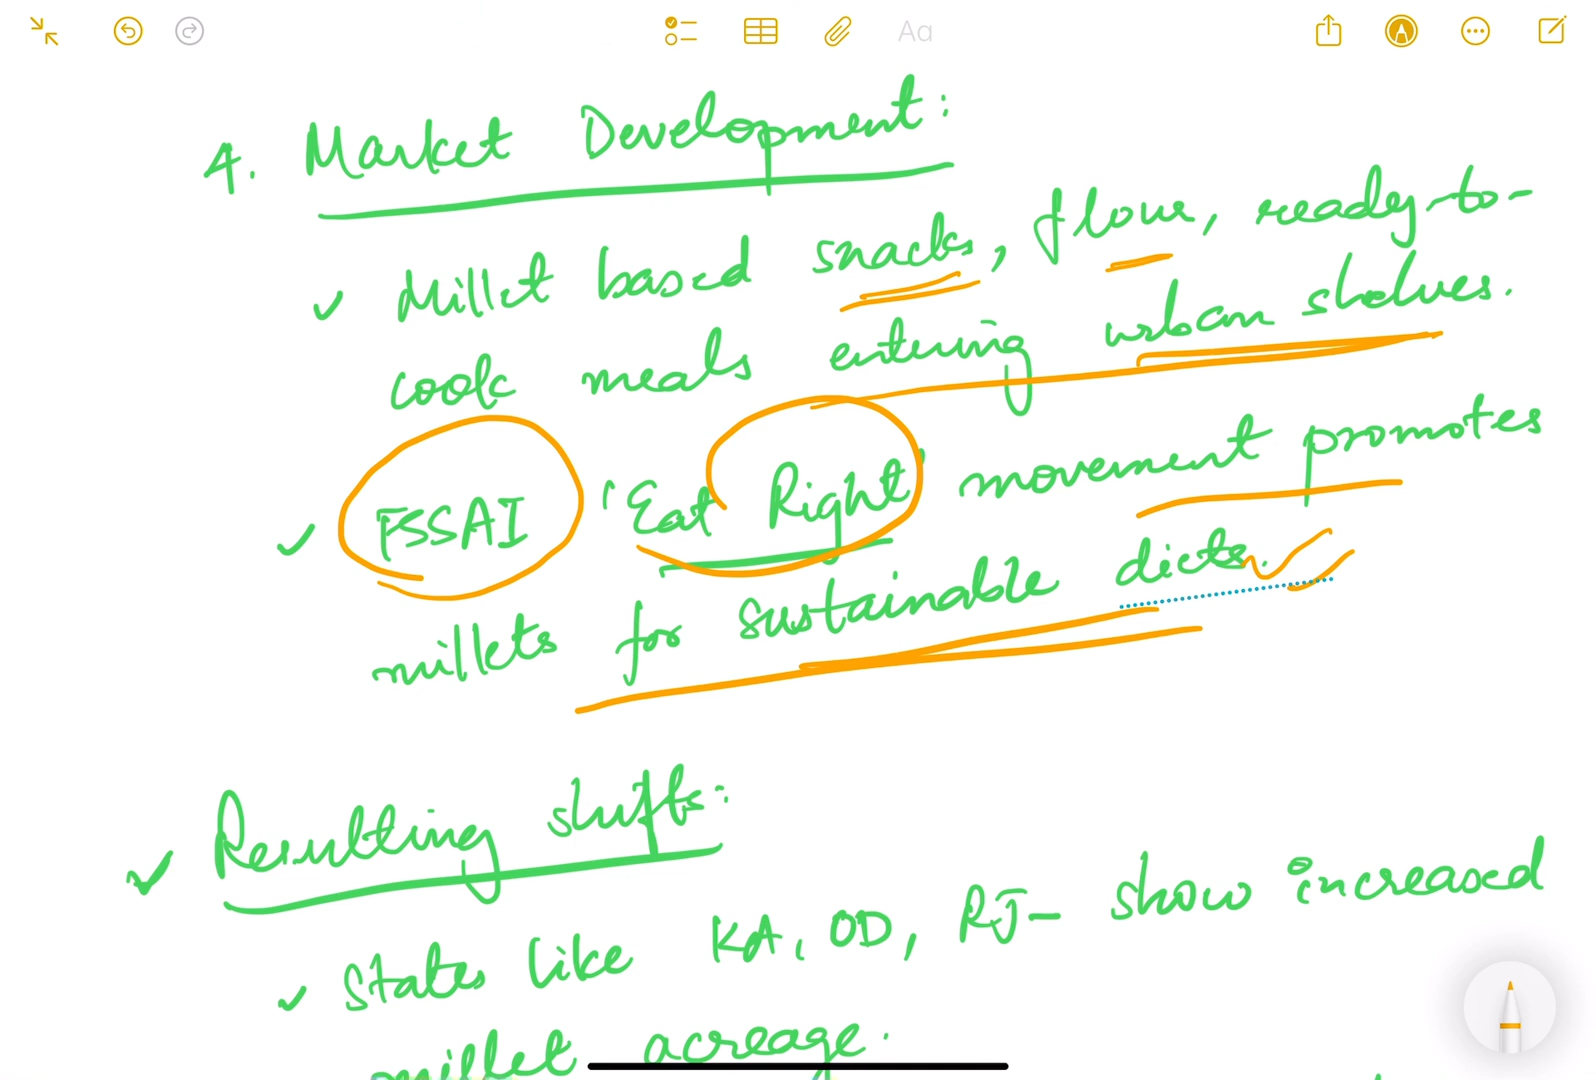 Aa
4. Market Development:
✓ Millet based snacks, flour, ready-to-
cook meals entering urban shelves.
✓ FSSAI 'Eat Right' movement promotes
millets for sustainable diets.
✓ Resulting shifts:
✓ States like KA, OD, RJ- show increased
millet acreage.